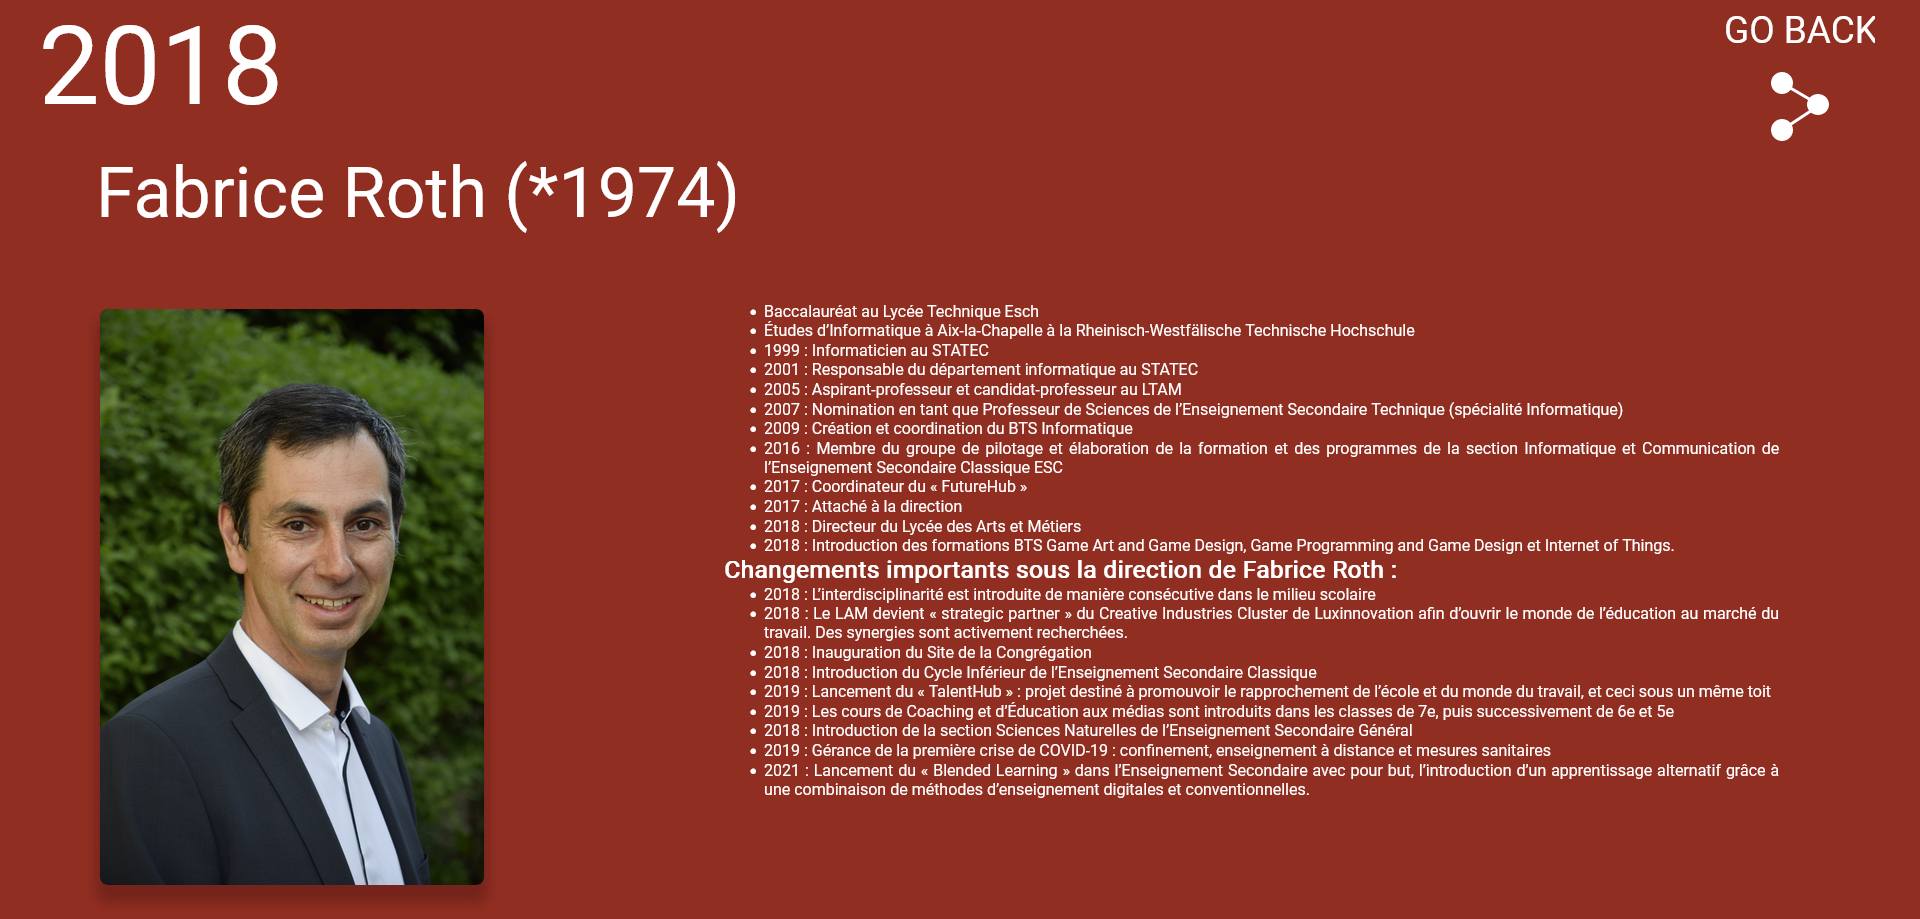 2018
GO BACK
Fabrice Roth (*1974)
• Baccalauréat au Lycée Technique Esch
• Études d’Informatique à Aix-la-Chapelle à la Rheinisch-Westfälische Technische Hochschule
• 1999 : Informaticien au STATEC
• 2001 : Responsable du département informatique au STATEC
• 2005 : Aspirant-professeur et candidat-professeur au LTAM
• 2007 : Nomination en tant que Professeur de Sciences de l’Enseignement Secondaire Technique (spécialité Informatique)
• 2009 : Création et coordination du BTS Informatique
• 2016 : Membre du groupe de pilotage et élaboration de la formation et des programmes de la section Informatique et Communication de
l’Enseignement Secondaire Classique ESC
• 2017 : Coordinateur du « FutureHub »
• 2017 : Attaché à la direction
• 2018 : Directeur du Lycée des Arts et Métiers
• 2018 : Introduction des formations BTS Game Art and Game Design, Game Programming and Game Design et Internet of Things.
Changements importants sous la direction de Fabrice Roth :
• 2018 : L’interdisciplinarité est introduite de manière consécutive dans le milieu scolaire
• 2018 : Le LAM devient « strategic partner » du Creative Industries Cluster de Luxinnovation afin d’ouvrir le monde de l’éducation au marché du
travail. Des synergies sont activement recherchées.
• 2018 : Inauguration du Site de la Congrégation
• 2018 : Introduction du Cycle Inférieur de l’Enseignement Secondaire Classique
• 2019 : Lancement du « TalentHub » : projet destiné à promouvoir le rapprochement de l’école et du monde du travail, et ceci sous un même toit
• 2019 : Les cours de Coaching et d’Éducation aux médias sont introduits dans les classes de 7e, puis successivement de 6e et 5e
• 2018 : Introduction de la section Sciences Naturelles de l’Enseignement Secondaire Général
• 2019 : Gérance de la première crise de COVID-19 : confinement, enseignement à distance et mesures sanitaires
• 2021 : Lancement du « Blended Learning » dans l’Enseignement Secondaire avec pour but, l’introduction d’un apprentissage alternatif grâce à
une combinaison de méthodes d’enseignement digitales et conventionnelles.